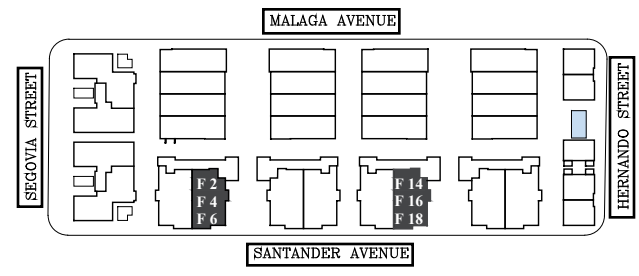 MALAGA AVENUE
SEGOVIA STREET
HERNANDO STREET
F 2
F 4
F 6
F 14
F 16
F 18
SANTANDER AVENUE